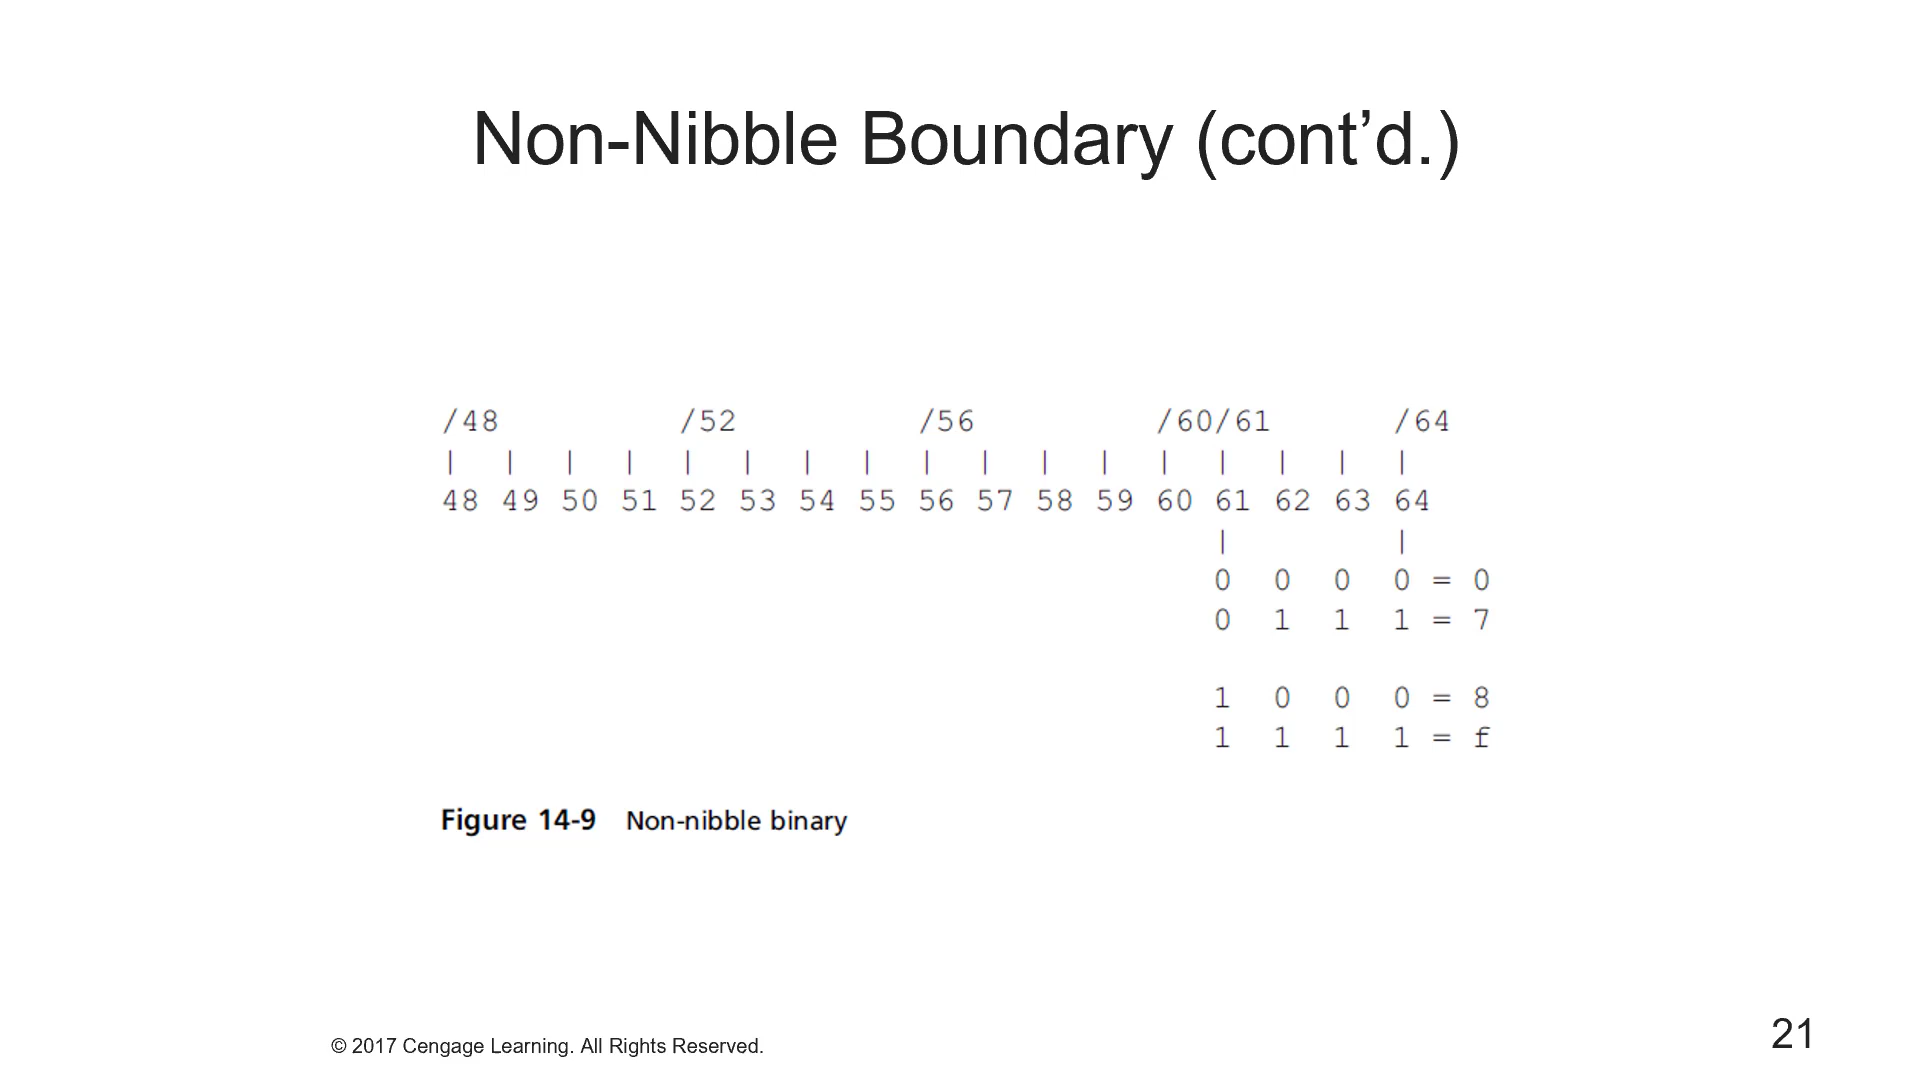 Non-Nibble Boundary (cont’d.)
/48 /52 /56 /60/61 /64
| | | | | | | | | | | | | | | | |
48 49 50 51 52 53 54 55 56 57 58 59 60 61 62 63 64
| |
0 0 0 0 = 0
0 1 1 1 = 7
1 0 0 0 = 8
1 1 1 1 = f
Figure 14-9 Non-nibble binary
© 2017 Cengage Learning. All Rights Reserved.
21